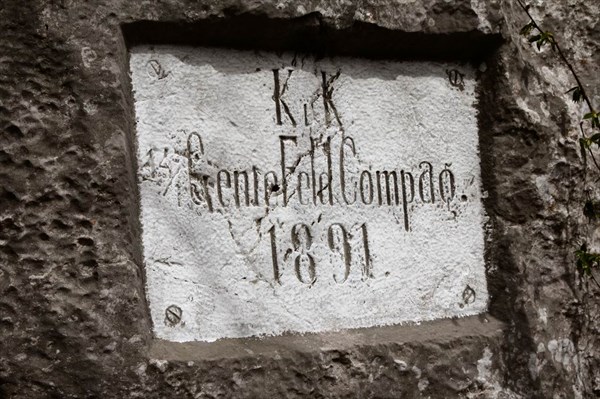 K u K
Genie Feld Compag.
1891.